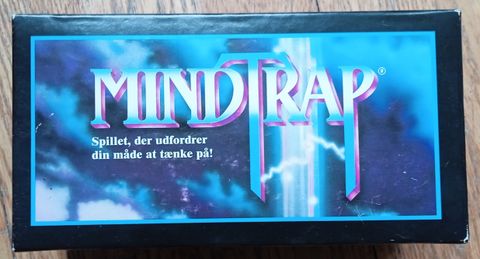 MINDTRAP®
Spillet, der udfordrer
din måde at tænke på!